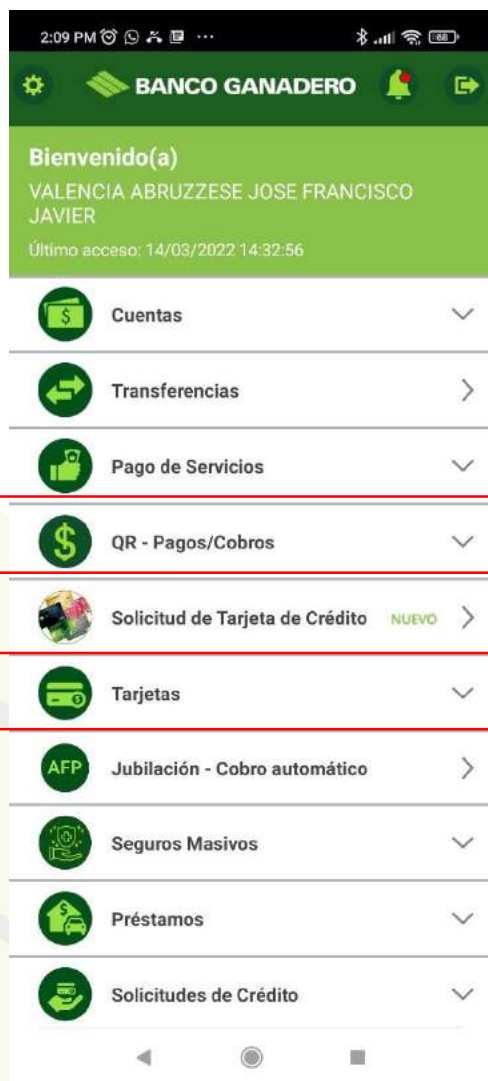 2:09 PM
68
BANCO GANADERO
Bienvenido(a)
VALENCIA ABRUZZESE JOSE FRANCISCO
JAVIER
Último acceso: 14/03/2022 14:32:56
$ Cuentas
Transferencias
Pago de Servicios
$ QR - Pagos/Cobros
Solicitud de Tarjeta de Crédito NUEVO
Tarjetas
AFP Jubilación - Cobro automático
Seguros Masivos
$ Préstamos
Solicitudes de Crédito